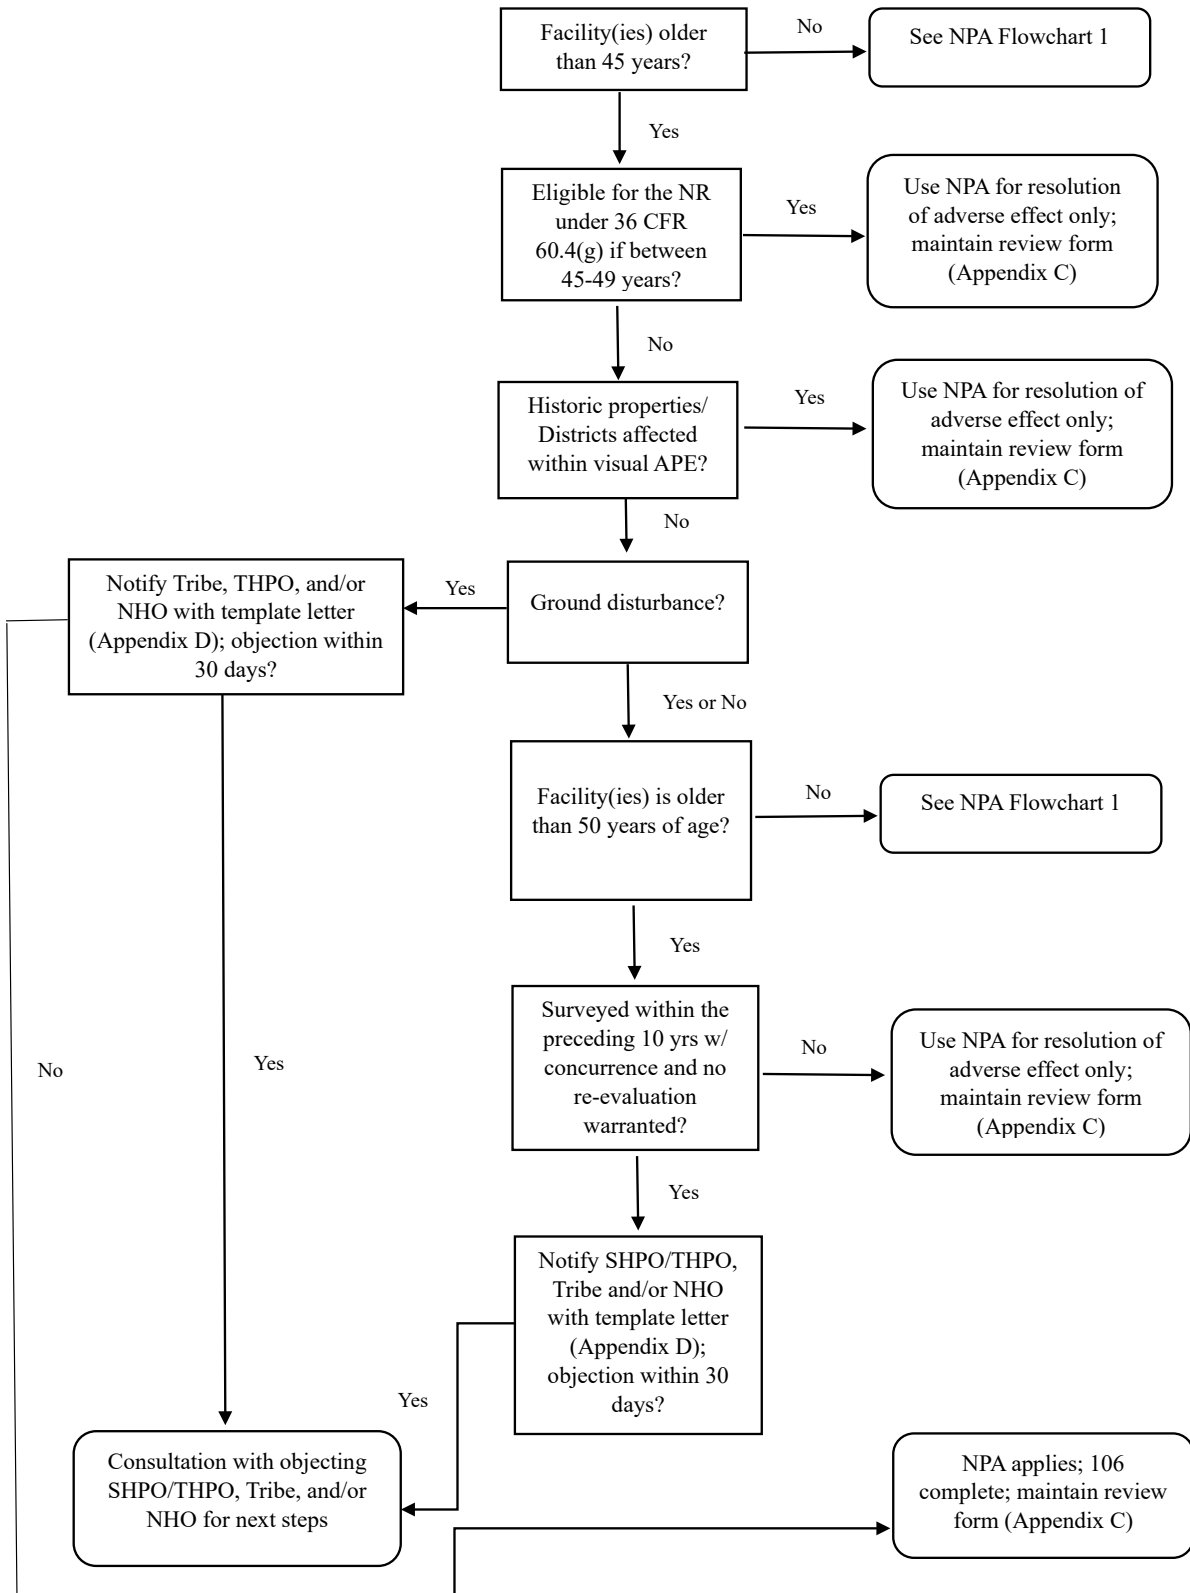 Facility(ies) older
than 45 years?
No
See NPA Flowchart 1
Yes
Eligible for the NR
under 36 CFR
60.4(g) if between
45-49 years?
Yes
Use NPA for resolution
of adverse effect only;
maintain review form
(Appendix C)
No
Historic properties/
Districts affected
within visual APE?
Yes
Use NPA for resolution of
adverse effect only;
maintain review form
(Appendix C)
No
Ground disturbance?
Yes
Notify Tribe, THPO, and/or
NHO with template letter
(Appendix D); objection within
30 days?
Yes or No
Facility(ies) is older
than 50 years of age?
No
See NPA Flowchart 1
Yes
Surveyed within the
preceding 10 yrs w/
concurrence and no
re-evaluation
warranted?
No
Use NPA for resolution of
adverse effect only;
maintain review form
(Appendix C)
No
Yes
Yes
Notify SHPO/THPO,
Tribe and/or NHO
with template letter
(Appendix D);
objection within 30
days?
Yes
Consultation with objecting
SHPO/THPO, Tribe, and/or
NHO for next steps
NPA applies; 106
complete; maintain review
form (Appendix C)